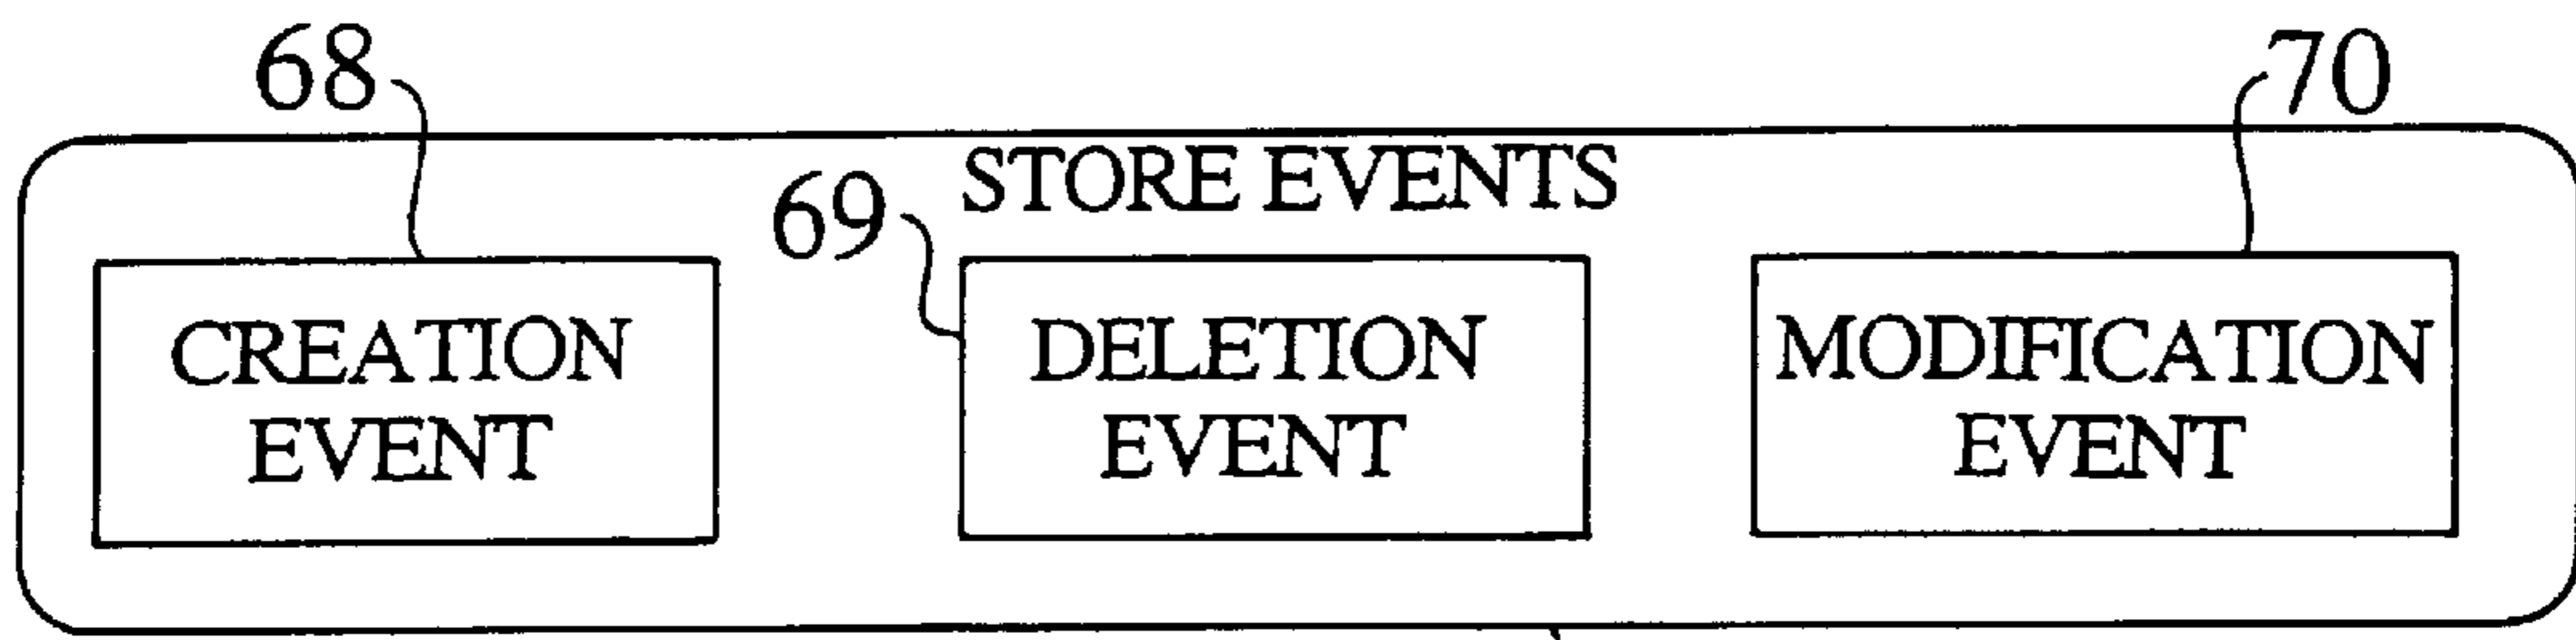 68
70
STORE EVENTS
69
CREATION
EVENT
DELETION
EVENT
MODIFICATION
EVENT